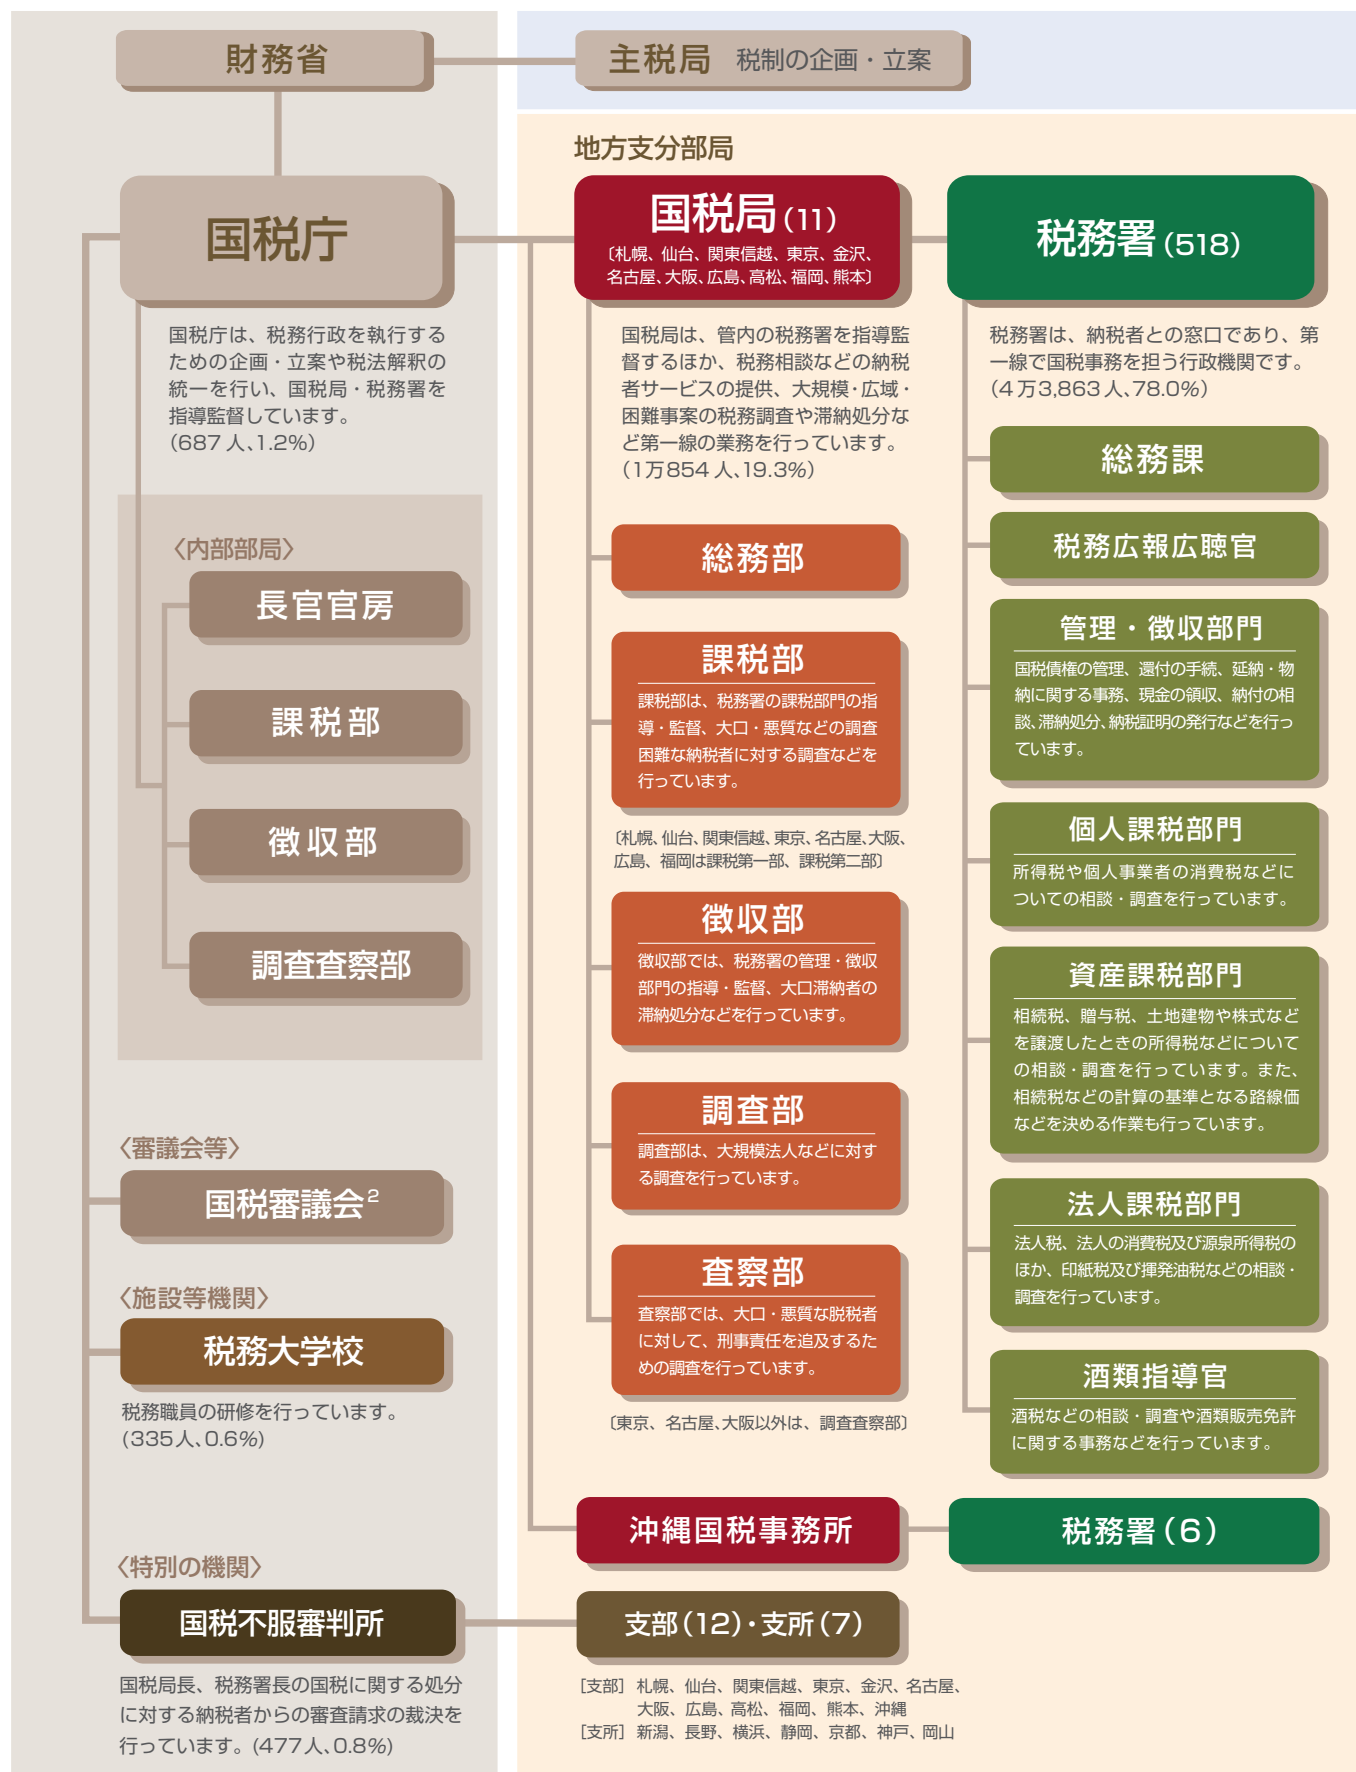 財務省
主税局 税制の企画・立案
国税庁
国税庁は、税務行政を執行する
ための企画・立案や税法解釈の
統一を行い、国税局・税務署を
指導監督しています。
(687人、1.2%)
〈内部部局〉
長官官房
課税部
徴収部
調査査察部
〈審議会等〉
国税審議会2
〈施設等機関〉
税務大学校
税務職員の研修を行っています。
(335人、0.6%)
〈特別の機関〉
国税不服審判所
国税局長、税務署長の国税に関する処分
に対する納税者からの審査請求の裁決を
行っています。(477人、0.8%)
地方支分部局
国税局(11)
〔札幌、仙台、関東信越、東京、金沢、
名古屋、大阪、広島、高松、福岡、熊本〕
国税局は、管内の税務署を指導監
督するほか、税務相談などの納税
者サービスの提供、大規模・広域・
困難事案の税務調査や滞納処分な
ど第一線の業務を行っています。
(1万854人、19.3%)
総務部
課税部
課税部は、税務署の課税部門の指
導・監督、大口・悪質などの調査
困難な納税者に対する調査などを
行っています。
〔札幌、仙台、関東信越、東京、名古屋、大阪、
広島、福岡は課税第一部、課税第二部〕
徴収部
徴収部では、税務署の管理・徴収
部門の指導・監督、大口滞納者の
滞納処分などを行っています。
調査部
調査部は、大規模法人などに対す
る調査を行っています。
査察部
査察部では、大口・悪質な脱税者
に対して、刑事責任を追及するた
めの調査を行っています。
〔東京、名古屋、大阪以外は、調査査察部〕
沖縄国税事務所
支部(12)・支所(7)
[支部] 札幌、仙台、関東信越、東京、金沢、名古屋、
大阪、広島、高松、福岡、熊本、沖縄
[支所] 新潟、長野、横浜、静岡、京都、神戸、岡山
税務署(518)
税務署は、納税者との窓口であり、第
一線で国税事務を担う行政機関です。
(4万3,863人、78.0%)
総務課
税務広報広聴官
管理・徴収部門
国税債権の管理、還付の手続、延納・物
納に関する事務、現金の領収、納付の相
談、滞納処分、納税証明の発行などを行っ
ています。
個人課税部門
所得税や個人事業者の消費税などに
ついての相談・調査を行っています。
資産課税部門
相続税、贈与税、土地建物や株式など
を譲渡したときの所得税などについて
の相談・調査を行っています。また、
相続税などの計算の基準となる路線価
などを決める作業も行っています。
法人課税部門
法人税、法人の消費税及び源泉所得税の
ほか、印紙税及び揮発油税などの相談・
調査を行っています。
酒類指導官
酒税などの相談・調査や酒類販売免許
に関する事務などを行っています。
税務署(6)